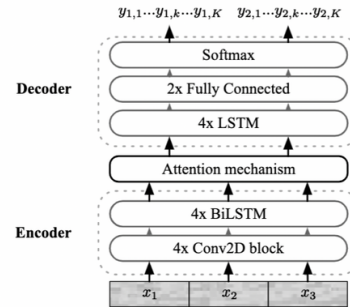 y1,1…y1,k…y1,K y2,1…y2,k…y2,K
Softmax
Decoder
2x Fully Connected
4x LSTM
Attention mechanism
4x BiLSTM
Encoder
4x Conv2D block
x1 x2 x3